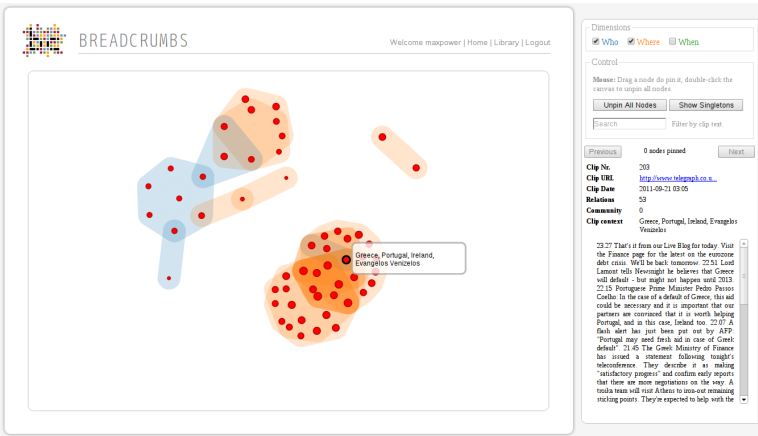 BREADCRUMBS
Welcome maxpower | Home | Library | Logout
Greece, Portugal, Ireland,
Evangelos Venizelos
Dimensions
Who Where When
Control
Mouse: Drag a node do pin it, double-click the
canvas to unpin all nodes.
Unpin All Nodes Show Singletons
Search Filter by clip text
Previous 0 nodes pinned Next
Clip Nr. 203
Clip URL http://www.telegraph.co.u...
Clip Date 2011-09-21 03:05
Relations 53
Community 0
Clip context Greece, Portugal, Ireland, Evangelos
Venizelos
23.27 That's it from our Live Blog for today. Visit
the Finance page for the latest on the eurozone
debt crisis. We'll be back tomorrow. 22.51 Lord
Lamont tells Newsnight he believes that Greece
will default - but might not happen until 2013.
22.15 Portuguese Prime Minister Pedro Passos
Coelho: In the case of a default of Greece, this aid
could be necessary and it is important that our
partners are convinced that it is worth helping
Portugal, and in this case, Ireland too. 22.07 A
flash alert has just been put out by AFP:
"Portugal may need fresh aid in case of Greek
default". 21.45 The Greek Ministry of Finance
has issued a statement following tonight's
teleconference. They describe it as making
"satisfactory progress" and confirm early reports
that there are more negotiations on the way. A
troika team will visit Athens to iron-out remaining
sticking points. They're expected to help with the